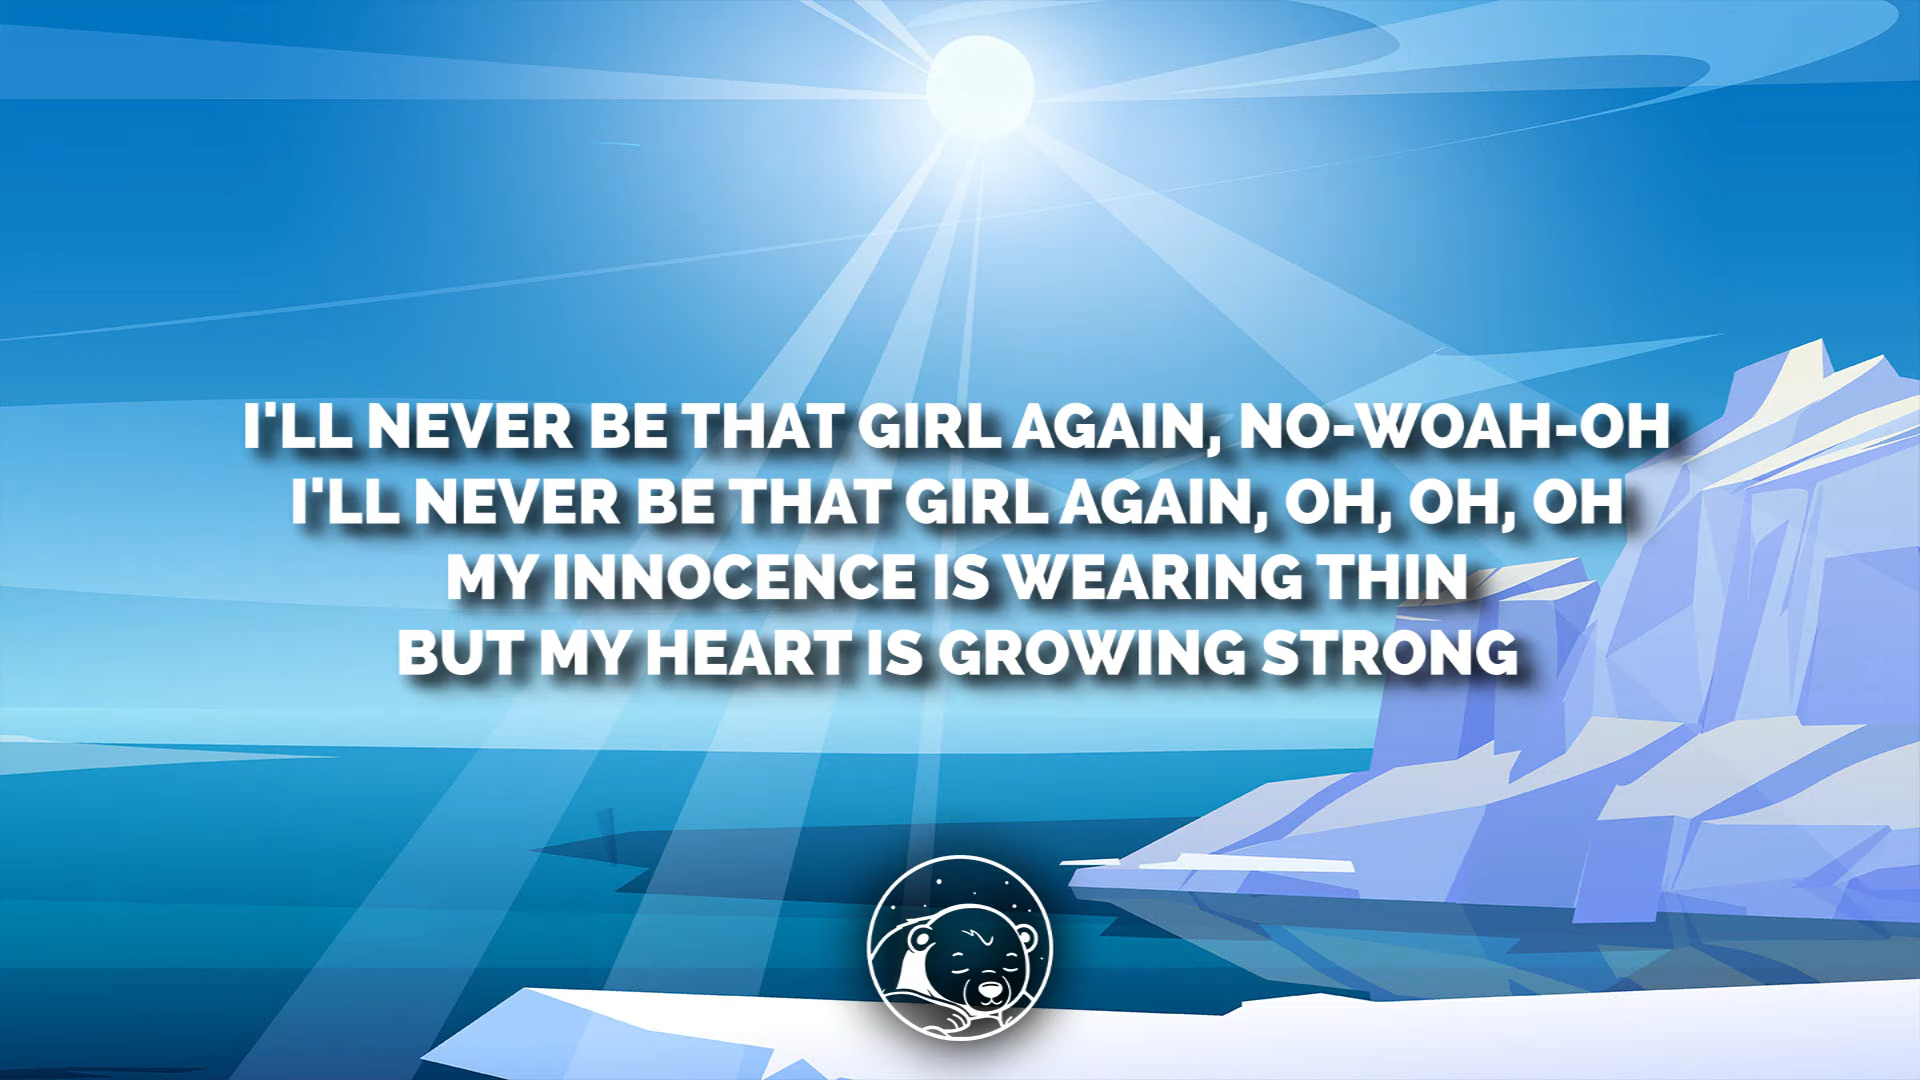 I'LL NEVER BE THAT GIRL AGAIN, NO-WOAH-OH
I'LL NEVER BE THAT GIRL AGAIN, OH, OH, OH
MY INNOCENCE IS WEARING THIN
BUT MY HEART IS GROWING STRONG